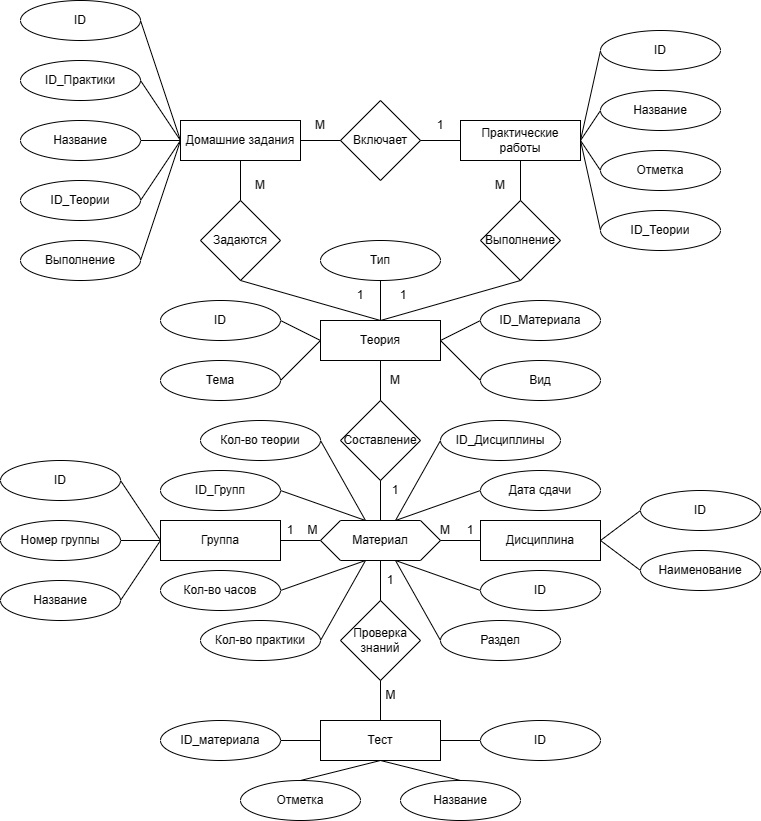 ID
ID
ID_Практики
Название
М
1
Домашние задания
Включает
Практические
работы
Название
Отметка
ID_Теории
М
М
ID_Теории
Выполнение
Задаются
Тип
Выполнение
1
1
ID
ID_Материала
Теория
Тема
Вид
М
Кол-во теории
Составление
ID_Дисциплины
ID
ID_Групп
1
Дата сдачи
ID
Номер группы
Группа
1
М
Материал
М
1
Дисциплина
Наименование
Название
Кол-во часов
1
ID
Кол-во практики
Проверка
знаний
Раздел
М
ID_материала
Тест
ID
Отметка
Название